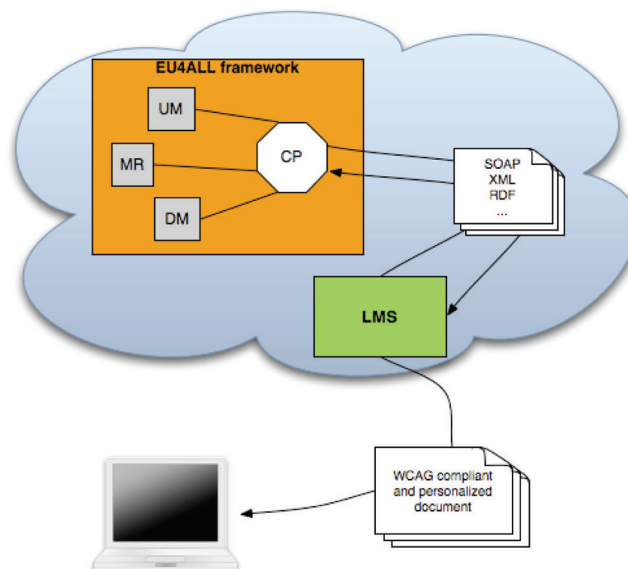 EU4ALL framework
UM
MR
CP
DM
SOAP
XML
RDF
...
LMS
WCAG compliant
and personalized
document